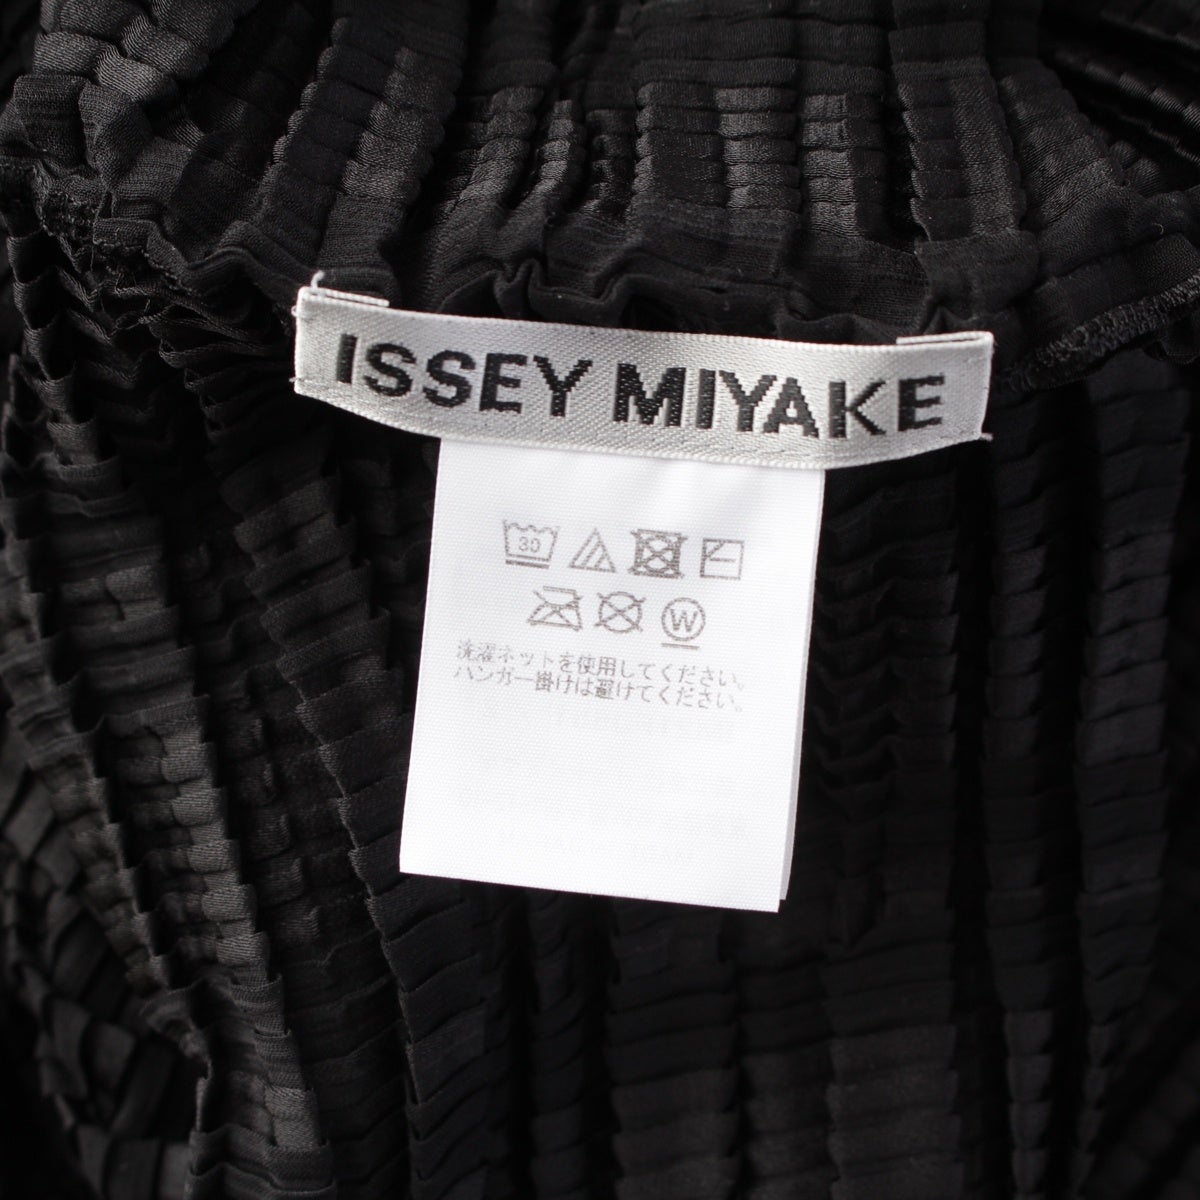 ISSEY MIYAKE
30
W
洗濯ネットを使用してください。
ハンガー掛けは避けてください。